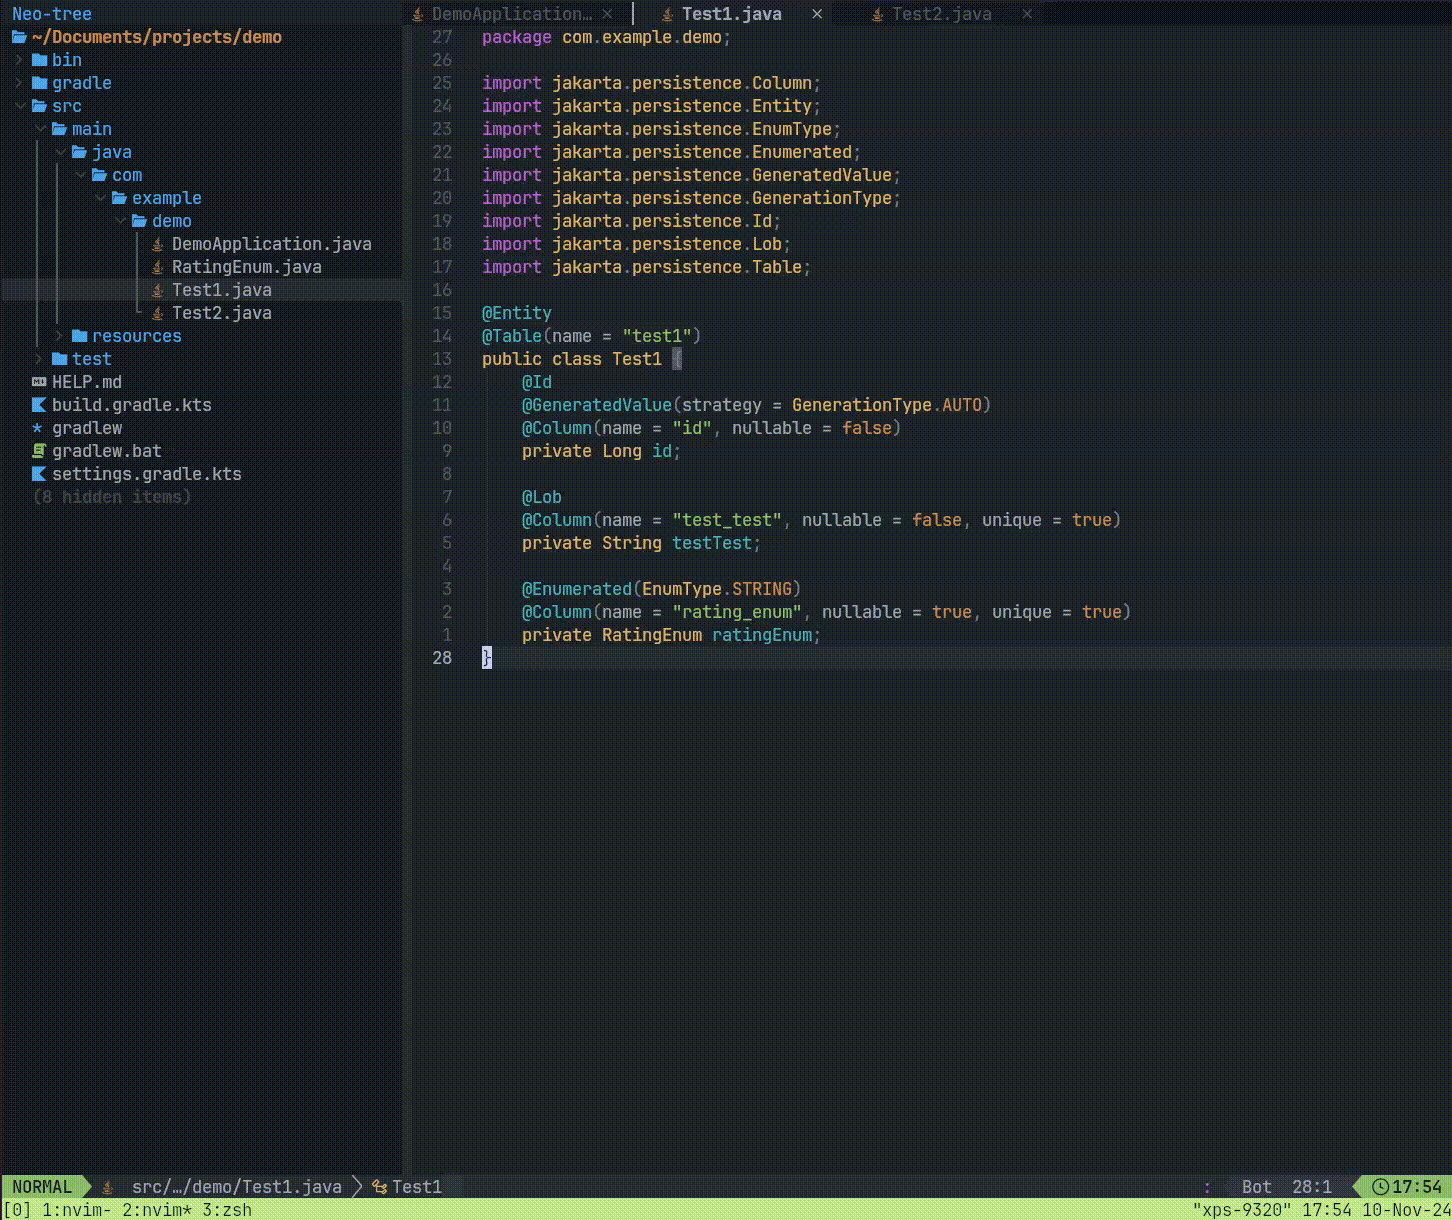 Neo-tree
~/Documents/projects/demo
bin
gradle
src
main
java
com
example
demo
DemoApplication.java
RatingEnum.java
Test1.java
Test2.java
resources
test
HELP.md
build.gradle.kts
gradlew
gradlew.bat
settings.gradle.kts
(8 hidden items)
DemoApplication… × Test1.java × Test2.java ×
27 package com.example.demo;
26
25 import jakarta.persistence.Column;
24 import jakarta.persistence.Entity;
23 import jakarta.persistence.EnumType;
22 import jakarta.persistence.Enumerated;
21 import jakarta.persistence.GeneratedValue;
20 import jakarta.persistence.GenerationType;
19 import jakarta.persistence.Id;
18 import jakarta.persistence.Lob;
17 import jakarta.persistence.Table;
16
15 @Entity
14 @Table(name = "test1")
13 public class Test1 {
12     @Id
11     @GeneratedValue(strategy = GenerationType.AUTO)
10     @Column(name = "id", nullable = false)
9     private Long id;
8
7     @Lob
6     @Column(name = "test_test", nullable = false, unique = true)
5     private String testTest;
4
3     @Enumerated(EnumType.STRING)
2     @Column(name = "rating_enum", nullable = true, unique = true)
1     private RatingEnum ratingEnum;
28 }
NORMAL src/…/demo/Test1.java Test1 : Bot 28:1 17:54
[0] 1:nvim- 2:nvim* 3:zsh "xps-9320" 17:54 10-Nov-24